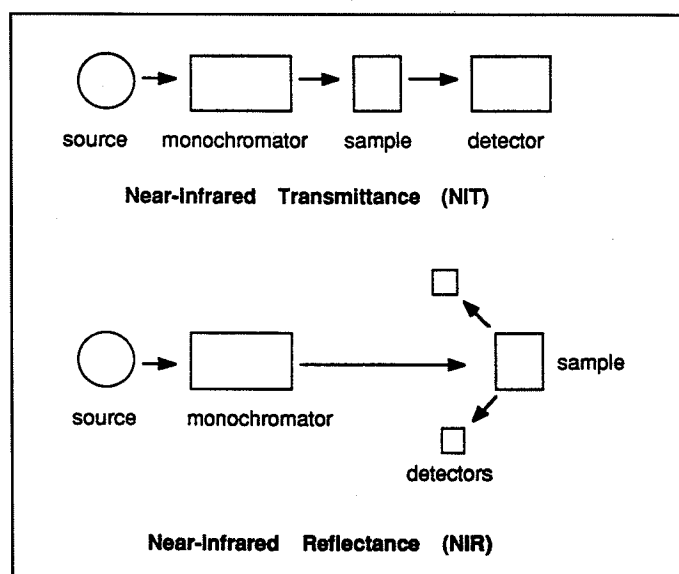 source monochromator sample detector
Near-infrared Transmittance (NIT)
sample
source monochromator
detectors
Near-infrared Reflectance (NIR)